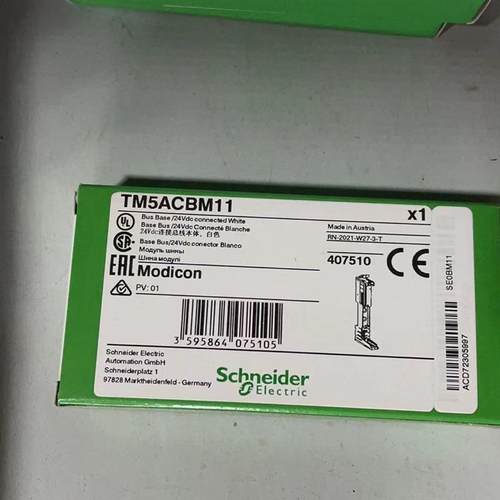 TM5ACBM11
x1
Bus Base /24Vdc connected White
Base Bus /24Vdc Connecté Blanche
24Vdc连接总线本体, 白色
Base Bus/24Vdc conector Blanco
Модуль шины
Шина модулі
Made in Austria
RN-2021-W27-3-T
407510
CE
UL
EAC
Modicon
PV: 01
3 595864 075105
Schneider Electric
Automation GmbH
Schneiderplatz 1
97828 Marktheidenfeld - Germany
Schneider
Electric
SE0BM11
ACD72305997